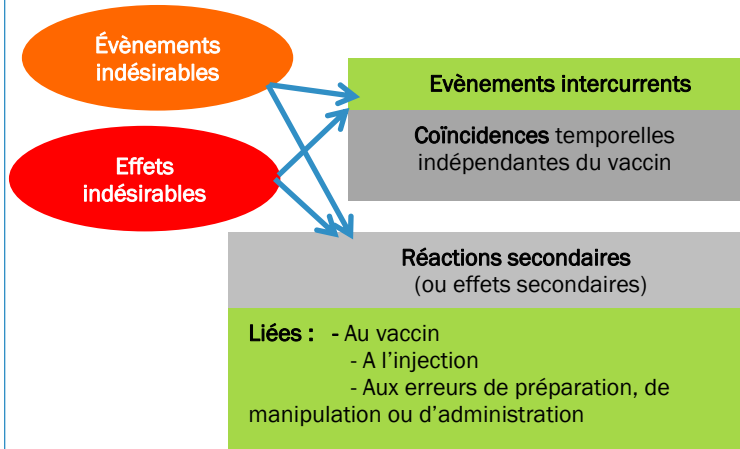 Évènements
indésirables
Evènements intercurrents
Coïncidences temporelles
indépendantes du vaccin
Effets
indésirables
Réactions secondaires
(ou effets secondaires)
Liées : - Au vaccin
- A l'injection
- Aux erreurs de préparation, de
manipulation ou d'administration